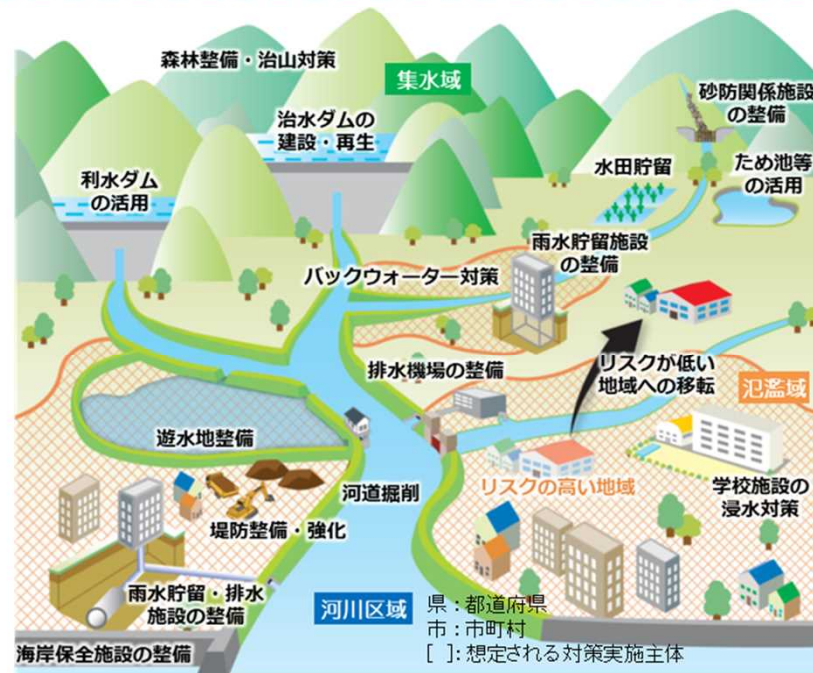 森林整備・治山対策
集水域
砂防関係施設
の整備
治水ダムの
建設・再生
利水ダム
の活用
水田貯留
ため池等
の活用
雨水貯留施設
の整備
バックウォーター対策
排水機場の整備
リスクが低い
地域への移転
氾濫域
遊水地整備
リスクの高い地域
学校施設の
浸水対策
河道掘削
堤防整備・強化
雨水貯留・排水
施設の整備
河川区域
県：都道府県
市：市町村
[ ]：想定される対策実施主体
海岸保全施設の整備